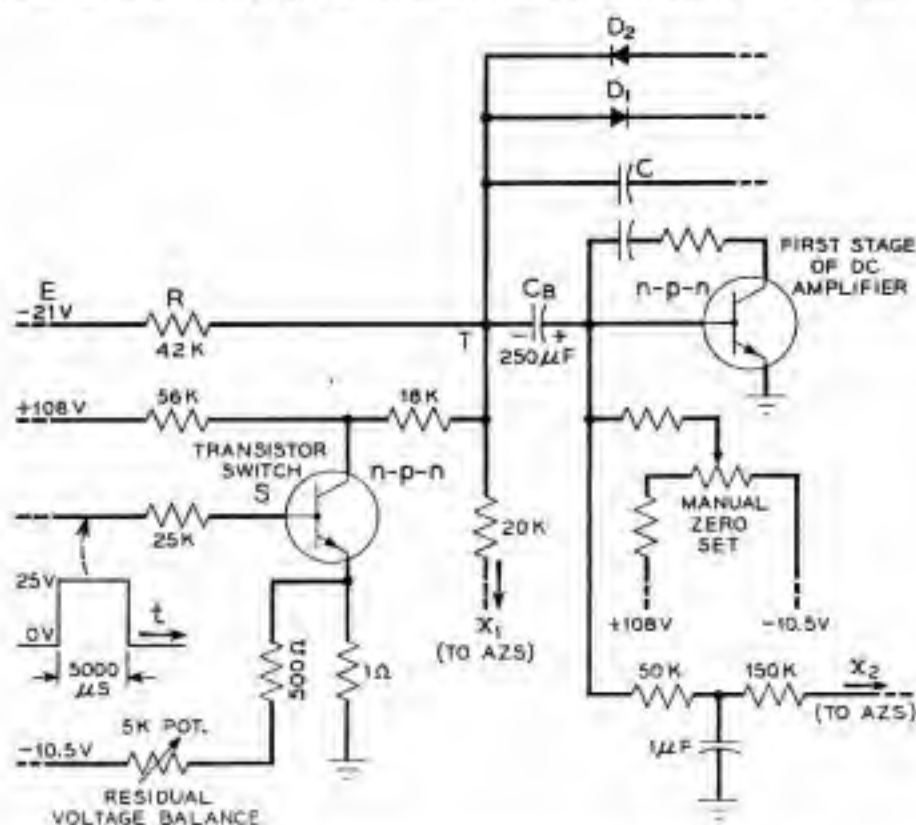 D2
D1
C
FIRST STAGE
OF DC
AMPLIFIER
n-p-n
E
-21V
R
42K
T
CB
- +
250μF
+108V
56K
18K
TRANSISTOR
SWITCH
S
n-p-n
25K
20K
MANUAL
ZERO
SET
+108V
-10.5V
X1
(TO AZS)
25V
0V
t
5000
μS
500Ω
1Ω
50K
150K
X2
(TO AZS)
1μF
5K POT.
-10.5V
RESIDUAL
VOLTAGE BALANCE